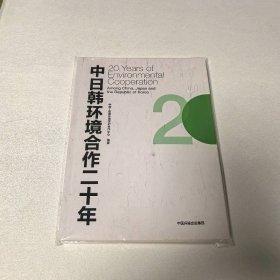 中日韩环境合作二十年
20 Years of
Environmental
Cooperation
Among China, Japan and
the Republic of Korea
20